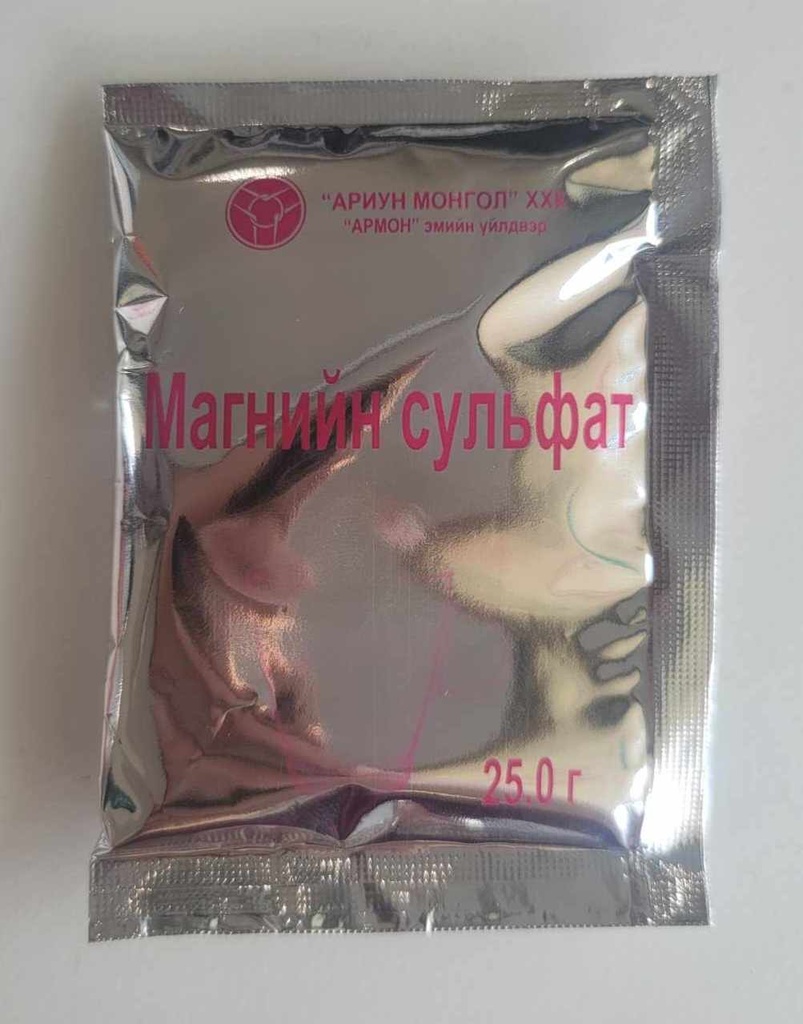 "АРИУН МОНГОЛ" ХХК
"АРМОН" эмийн үйлдвэр
Магнийн сульфат
25.0 г